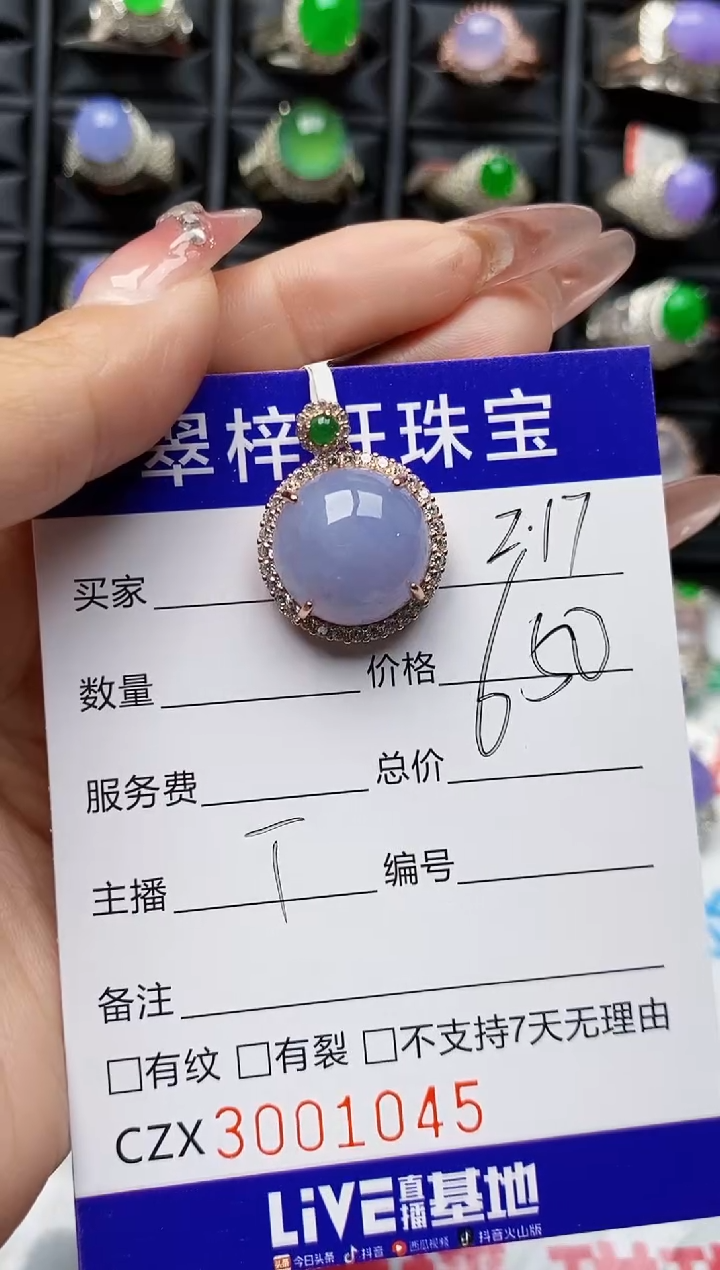 翠梓 珠宝
买家 2.17
数量 价格 650
服务费 总价
主播 T 编号
备注
□有纹 □有裂 □不支持7天无理由
CZX3001045
LiVE直播基地
今日头条 抖音 西瓜视频 抖音火山版